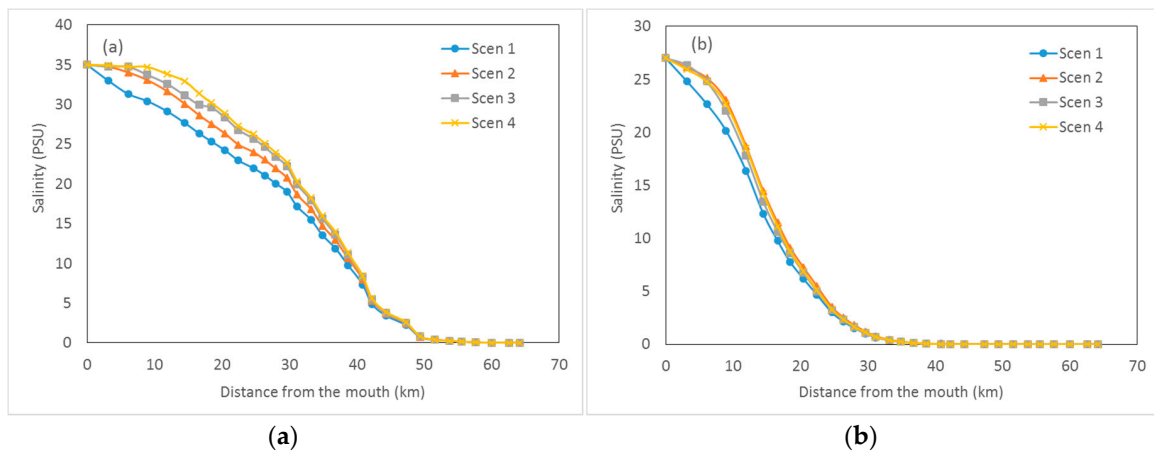 (a)
Scen 1
Scen 2
Scen 3
Scen 4
Salinity (PSU)
40
35
30
25
20
15
10
5
0
0 10 20 30 40 50 60 70
Distance from the mouth (km)
(a)
(b)
Scen 1
Scen 2
Scen 3
Scen 4
Salinity (PSU)
30
25
20
15
10
5
0
0 10 20 30 40 50 60 70
Distance from the mouth (km)
(b)